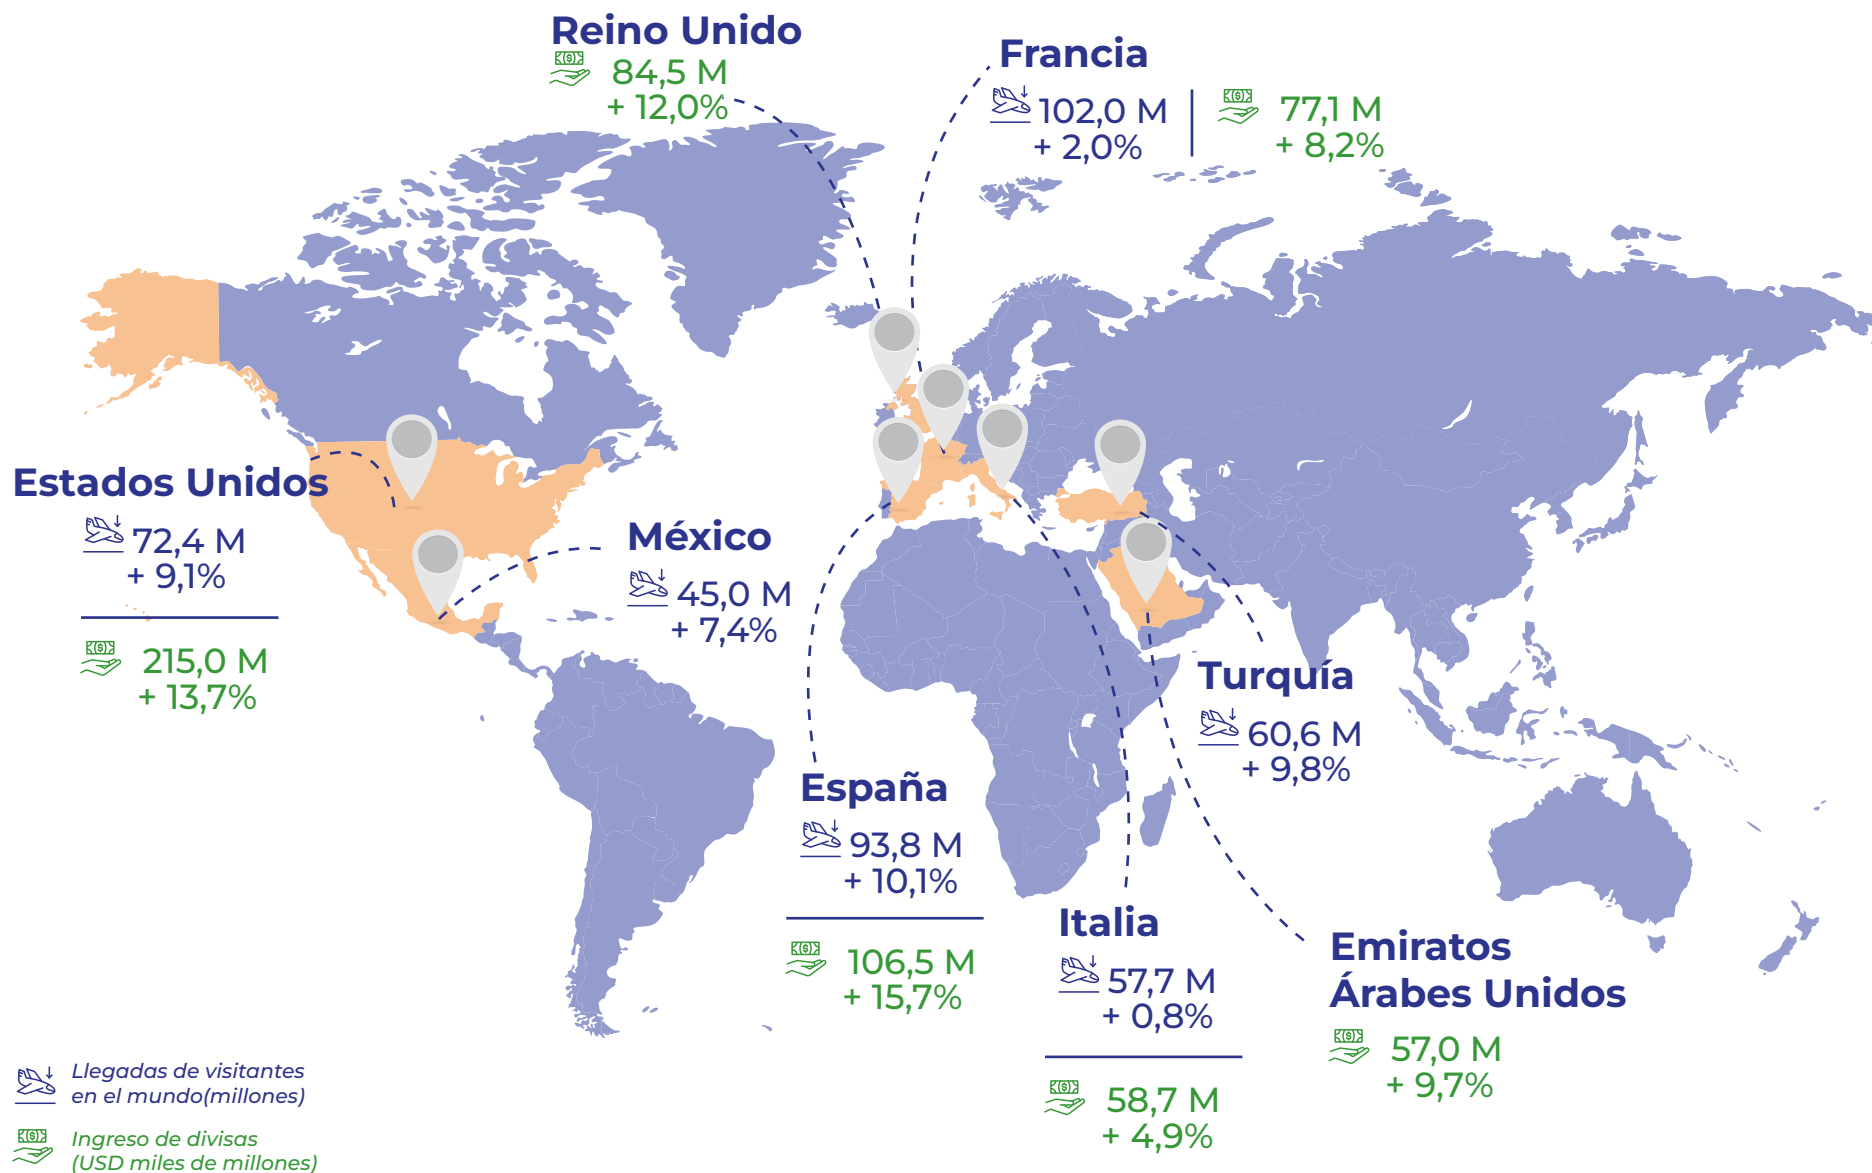 Reino Unido
84,5 M
+ 12,0%
Francia
102,0 M
+ 2,0%
77,1 M
+ 8,2%
Estados Unidos
72,4 M
+ 9,1%
215,0 M
+ 13,7%
México
45,0 M
+ 7,4%
Turquía
60,6 M
+ 9,8%
España
93,8 M
+ 10,1%
106,5 M
+ 15,7%
Italia
57,7 M
+ 0,8%
58,7 M
+ 4,9%
Emiratos
Árabes Unidos
57,0 M
+ 9,7%
Llegadas de visitantes
en el mundo(millones)
Ingreso de divisas
(USD miles de millones)